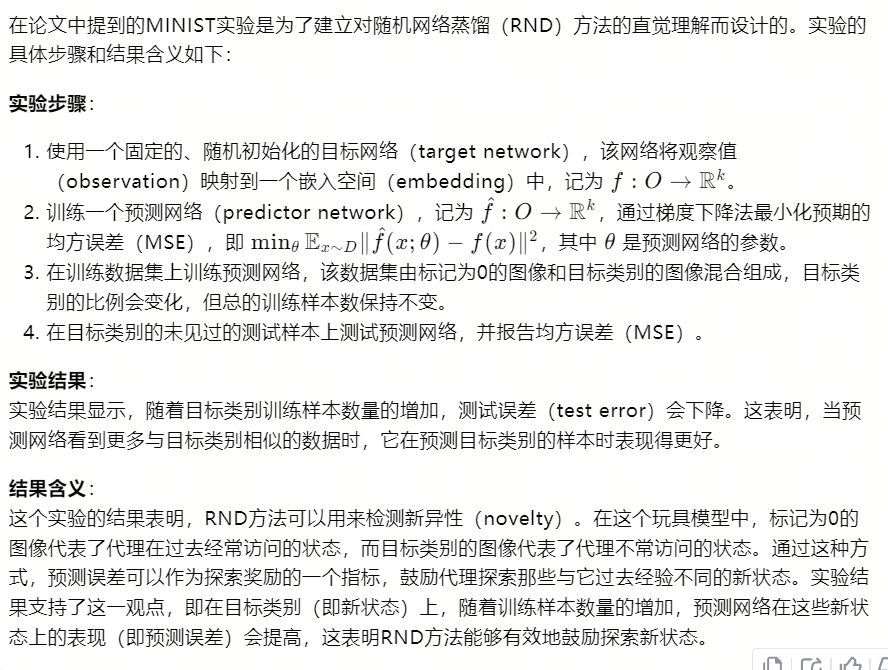 在论文中提到的MINIST实验是为了建立对随机网络蒸馏（RND）方法的直觉理解而设计的。实验的
具体步骤和结果含义如下：
实验步骤：
1. 使用一个固定的、随机初始化的目标网络（target network），该网络将观察值
（observation）映射到一个嵌入空间（embedding）中，记为 $f: O \to \mathbb{R}^k$。
2. 训练一个预测网络（predictor network），记为 $\hat{f}: O \to \mathbb{R}^k$，通过梯度下降法最小化预期的
均方误差（MSE），即 $\min_\theta \mathbb{E}_{x \sim D} \|\hat{f}(x; \theta) - f(x)\|^2$，其中 $\theta$ 是预测网络的参数。
3. 在训练数据集上训练预测网络，该数据集由标记为0的图像和目标类别的图像混合组成，目标类
别的比例会变化，但总的训练样本数保持不变。
4. 在目标类别的未见过的测试样本上测试预测网络，并报告均方误差（MSE）。
实验结果：
实验结果显示，随着目标类别训练样本数量的增加，测试误差（test error）会下降。这表明，当预
测网络看到更多与目标类别相似的数据时，它在预测目标类别的样本时表现得更好。
结果含义：
这个实验的结果表明，RND方法可以用来检测新异性（novelty）。在这个玩具模型中，标记为0的
图像代表了代理在过去经常访问的状态，而目标类别的图像代表了代理不常访问的状态。通过这种方
式，预测误差可以作为探索奖励的一个指标，鼓励代理探索那些与它过去经验不同的新状态。实验结
果支持了这一观点，即在目标类别（即新状态）上，随着训练样本数量的增加，预测网络在这些新状
态上的表现（即预测误差）会提高，这表明RND方法能够有效地鼓励探索新状态。